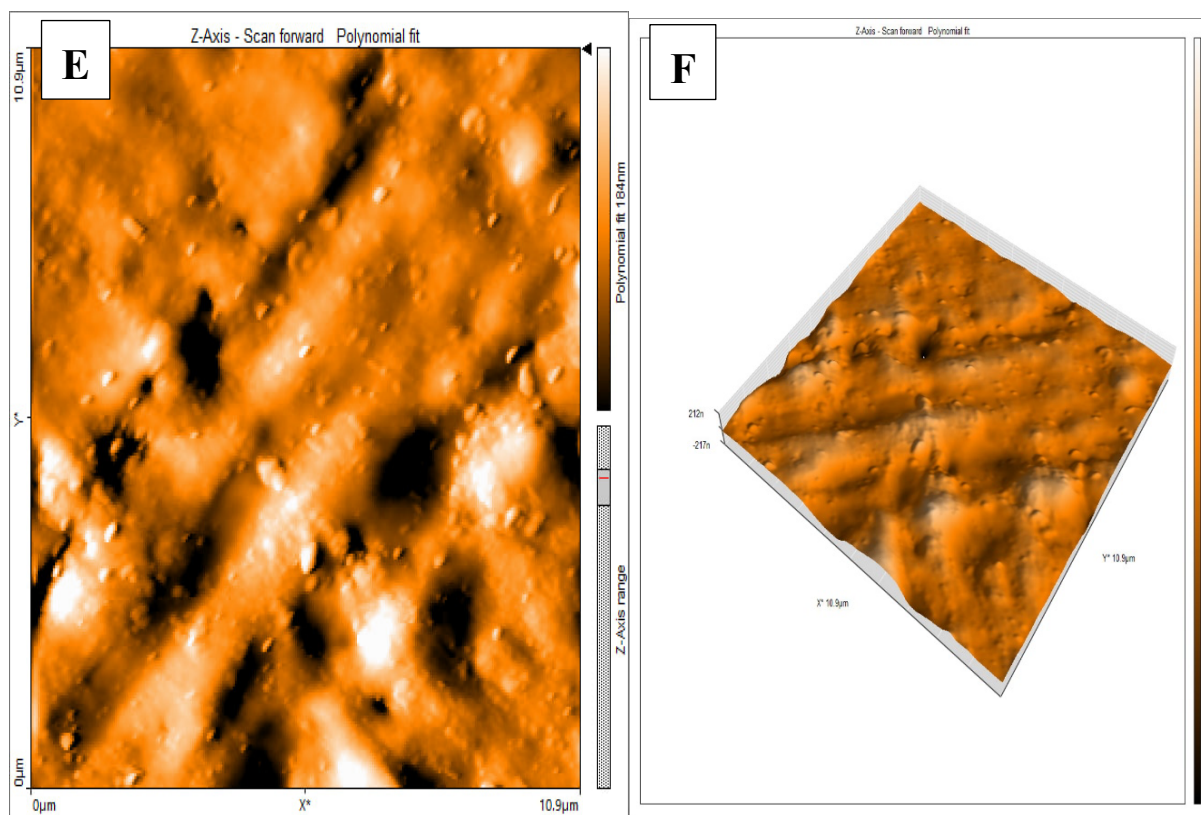 E
Z-Axis - Scan forward Polynomial fit
10.9µm
Y*
0µm
0µm
X*
10.9µm
Polynomial fit 184nm
Z-Axis range
F
Z-Axis - Scan forward Polynomial fit
212n
-217n
X* 10.9µm
Y* 10.9µm